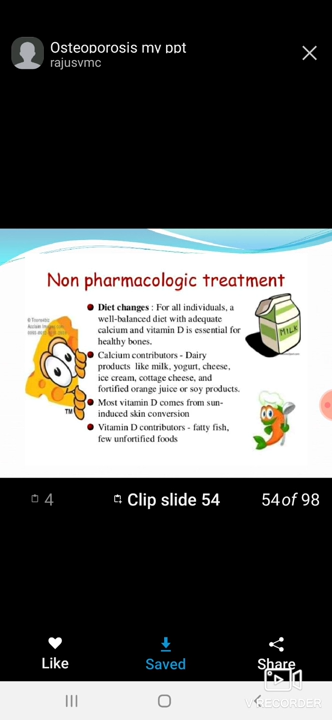 Osteoporosis my ppt
rajusvmc
Non pharmacologic treatment
Diet changes : For all individuals, a
well-balanced diet with adequate
calcium and vitamin D is essential for
healthy bones.
Calcium contributors - Dairy
products like milk, yogurt, cheese,
ice cream, cottage cheese, and
fortified orange juice or soy products.
Most vitamin D comes from sun-
induced skin conversion
Vitamin D contributors - fatty fish,
few unfortified foods
MILK
TM
4
Clip slide 54
54 of 98
Like
Saved
Share
V RECORDER